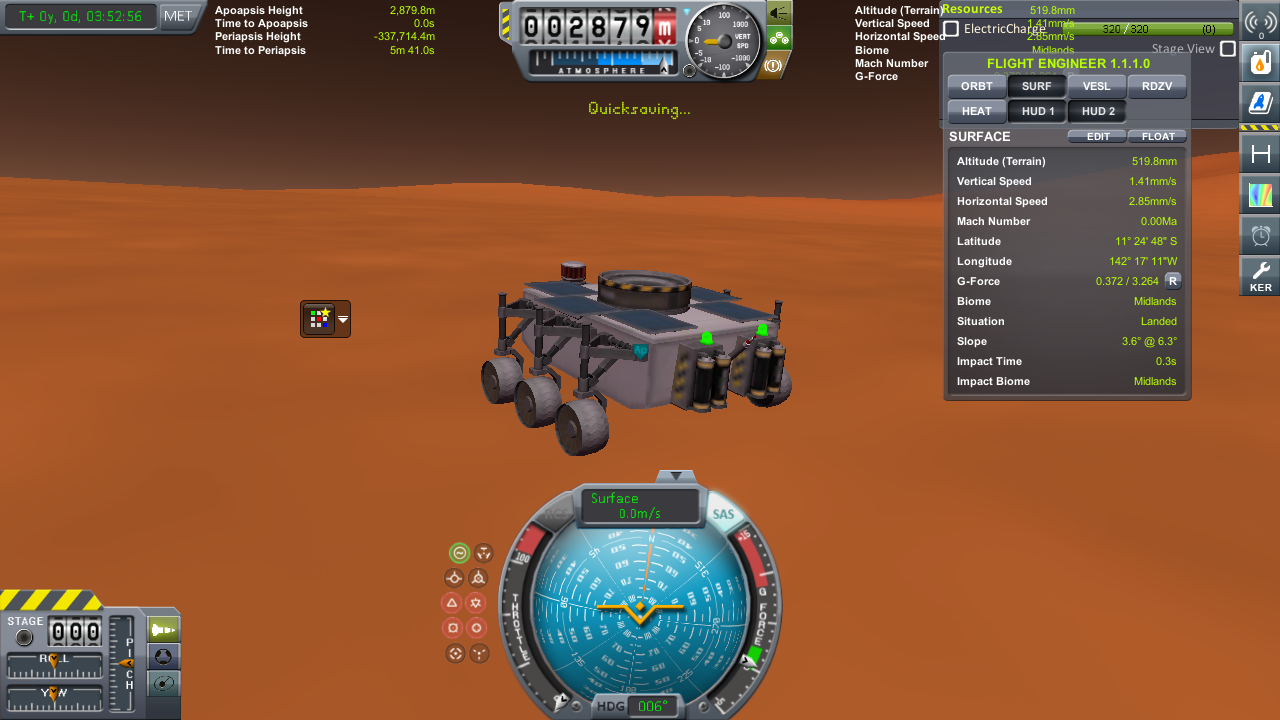 T+ 0y, 0d, 03:52:56 MET
Apoapsis Height 2,879.8m
Time to Apoapsis 0.0s
Periapsis Height -337,714.4m
Time to Periapsis 5m 41.0s
002879 m
ATMOSPHERE
100 1000
10
VERT
SPD
Quicksaving...
Altitude (Terrain) 519.8mm
Vertical Speed 1.41mm/s
Horizontal Speed 2.85mm/s
Biome Midlands
Mach Number
G-Force
Resources
ElectricCharge 320/320 (0)
Stage View
0
FLIGHT ENGINEER 1.1.1.0
ORBT SURF VESL RDZV
HEAT HUD 1 HUD 2
SURFACE EDIT FLOAT
Altitude (Terrain) 519.8mm
Vertical Speed 1.41mm/s
Horizontal Speed 2.85mm/s
Mach Number 0.00Ma
Latitude 11° 24' 48" S
Longitude 142° 17' 11"W
G-Force 0.372 / 3.264 R
Biome Midlands
Situation Landed
Slope 3.6° @ 6.3°
Impact Time 0.3s
Impact Biome Midlands
KER
Surface
0.0m/s
RCS SAS
THROTTLE
100
G FORCE
HDG 006°
STAGE 000
ROLL
YAW
PITCH